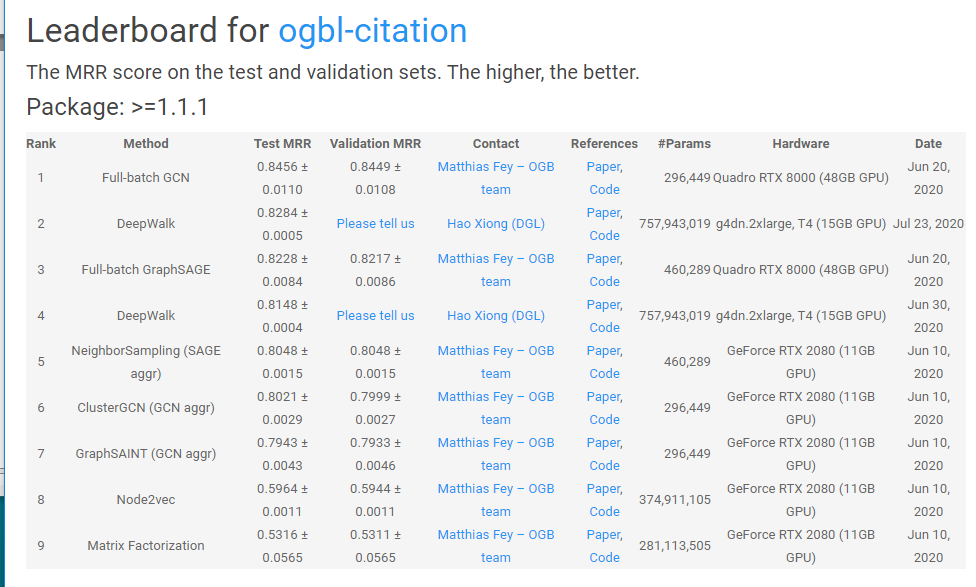 Leaderboard for ogbl-citation
The MRR score on the test and validation sets. The higher, the better.
Package: >=1.1.1
Rank Method Test MRR Validation MRR Contact References #Params Hardware Date
1 Full-batch GCN 0.8456 ± 0.0110 0.8449 ± 0.0108 Matthias Fey – OGB team Paper, Code 296,449 Quadro RTX 8000 (48GB GPU) Jun 20, 2020
2 DeepWalk 0.8284 ± 0.0005 Please tell us Hao Xiong (DGL) Paper, Code 757,943,019 g4dn.2xlarge, T4 (15GB GPU) Jul 23, 2020
3 Full-batch GraphSAGE 0.8228 ± 0.0084 0.8217 ± 0.0086 Matthias Fey – OGB team Paper, Code 460,289 Quadro RTX 8000 (48GB GPU) Jun 20, 2020
4 DeepWalk 0.8148 ± 0.0004 Please tell us Hao Xiong (DGL) Paper, Code 757,943,019 g4dn.2xlarge, T4 (15GB GPU) Jun 30, 2020
5 NeighborSampling (SAGE aggr) 0.8048 ± 0.0015 0.8048 ± 0.0015 Matthias Fey – OGB team Paper, Code 460,289 GeForce RTX 2080 (11GB GPU) Jun 10, 2020
6 ClusterGCN (GCN aggr) 0.8021 ± 0.0029 0.7999 ± 0.0027 Matthias Fey – OGB team Paper, Code 296,449 GeForce RTX 2080 (11GB GPU) Jun 10, 2020
7 GraphSAINT (GCN aggr) 0.7943 ± 0.0043 0.7933 ± 0.0046 Matthias Fey – OGB team Paper, Code 296,449 GeForce RTX 2080 (11GB GPU) Jun 10, 2020
8 Node2vec 0.5964 ± 0.0011 0.5944 ± 0.0011 Matthias Fey – OGB team Paper, Code 374,911,105 GeForce RTX 2080 (11GB GPU) Jun 10, 2020
9 Matrix Factorization 0.5316 ± 0.0565 0.5311 ± 0.0565 Matthias Fey – OGB team Paper, Code 281,113,505 GeForce RTX 2080 (11GB GPU) Jun 10, 2020